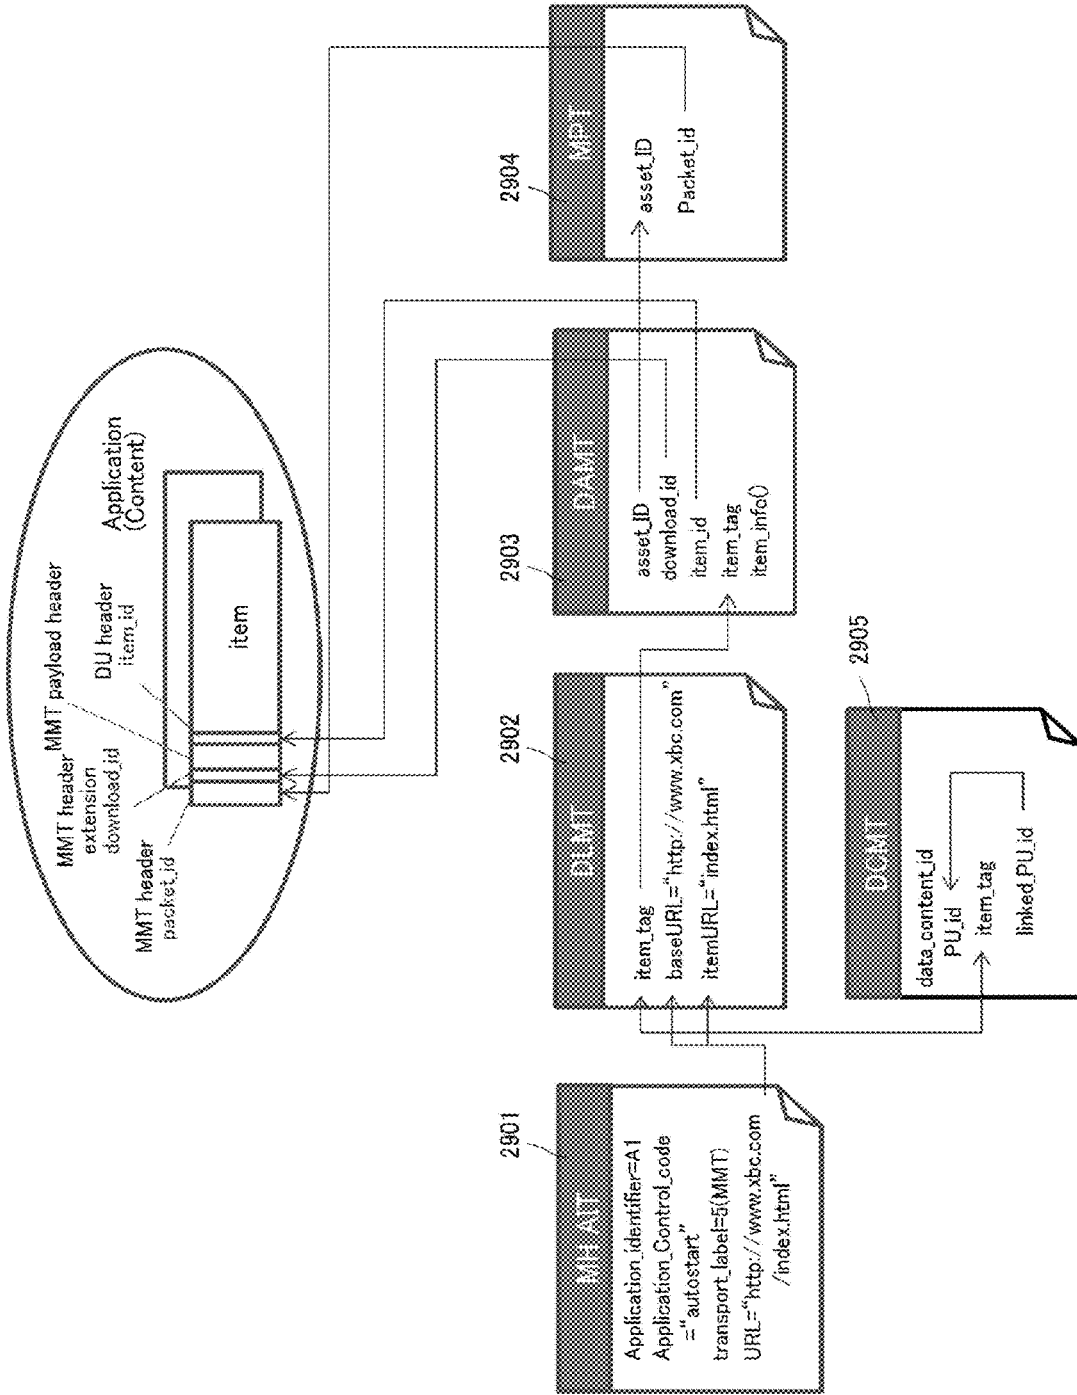 MMT header
extension
download_id
MMT payload header
MMT header
packet_id
DU header
item_id
Application
(Content)
item
2901
MH AIT
Application_identifier=A1
Application_Control_code
="autostart"
transport_label=5(MMT)
URL="http://www.xbc.com
/index.html"
2902
DLMT
item_tag
baseURL="http://www.xbc.com"
itemURL="index.html"
2903
DAMT
asset_ID
download_id
item_id
item_tag
item_info()
2904
MPT
asset_ID
Packet_id
2905
DCMT
data_content_id
PU_id
item_tag
linked_PU_id